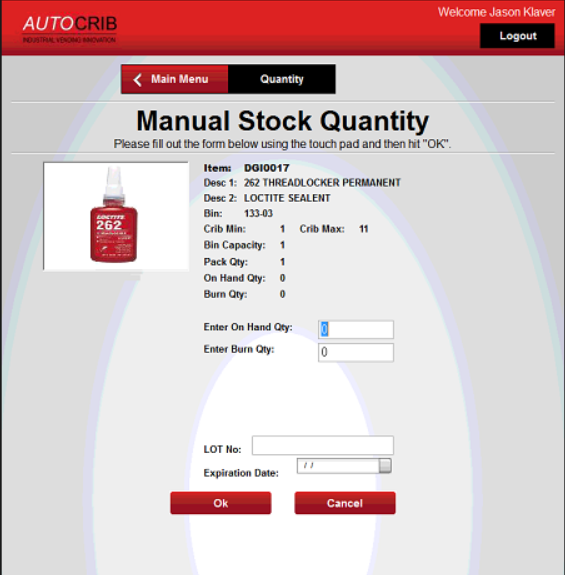 AUTOCRIB
INDUSTRIAL VENDING INNOVATION
Welcome Jason Klaver
Logout
Main Menu
Quantity
Manual Stock Quantity
Please fill out the form below using the touch pad and then hit "OK".
LOCTITE
262
Item: DGI0017
Desc 1: 262 THREADLOCKER PERMANENT
Desc 2: LOCTITE SEALENT
Bin: 133-03
Crib Min: 1 Crib Max: 11
Bin Capacity: 1
Pack Qty: 1
On Hand Qty: 0
Burn Qty: 0
Enter On Hand Qty: 0
Enter Burn Qty: 0
LOT No:
Expiration Date: / /
Ok
Cancel